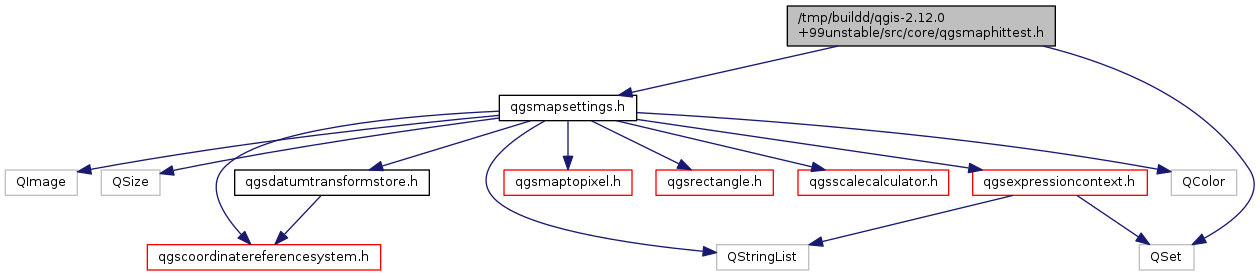 /tmp/buildd/qgis-2.12.0
+99unstable/src/core/qgsmaphittest.h
qgsmapsettings.h
QImage
QSize
qgsdatumtransformstore.h
qgsmaptopixel.h
qgsrectangle.h
qgsscalecalculator.h
qgsexpressioncontext.h
QColor
qgscoordinatereferencesystem.h
QStringList
QSet